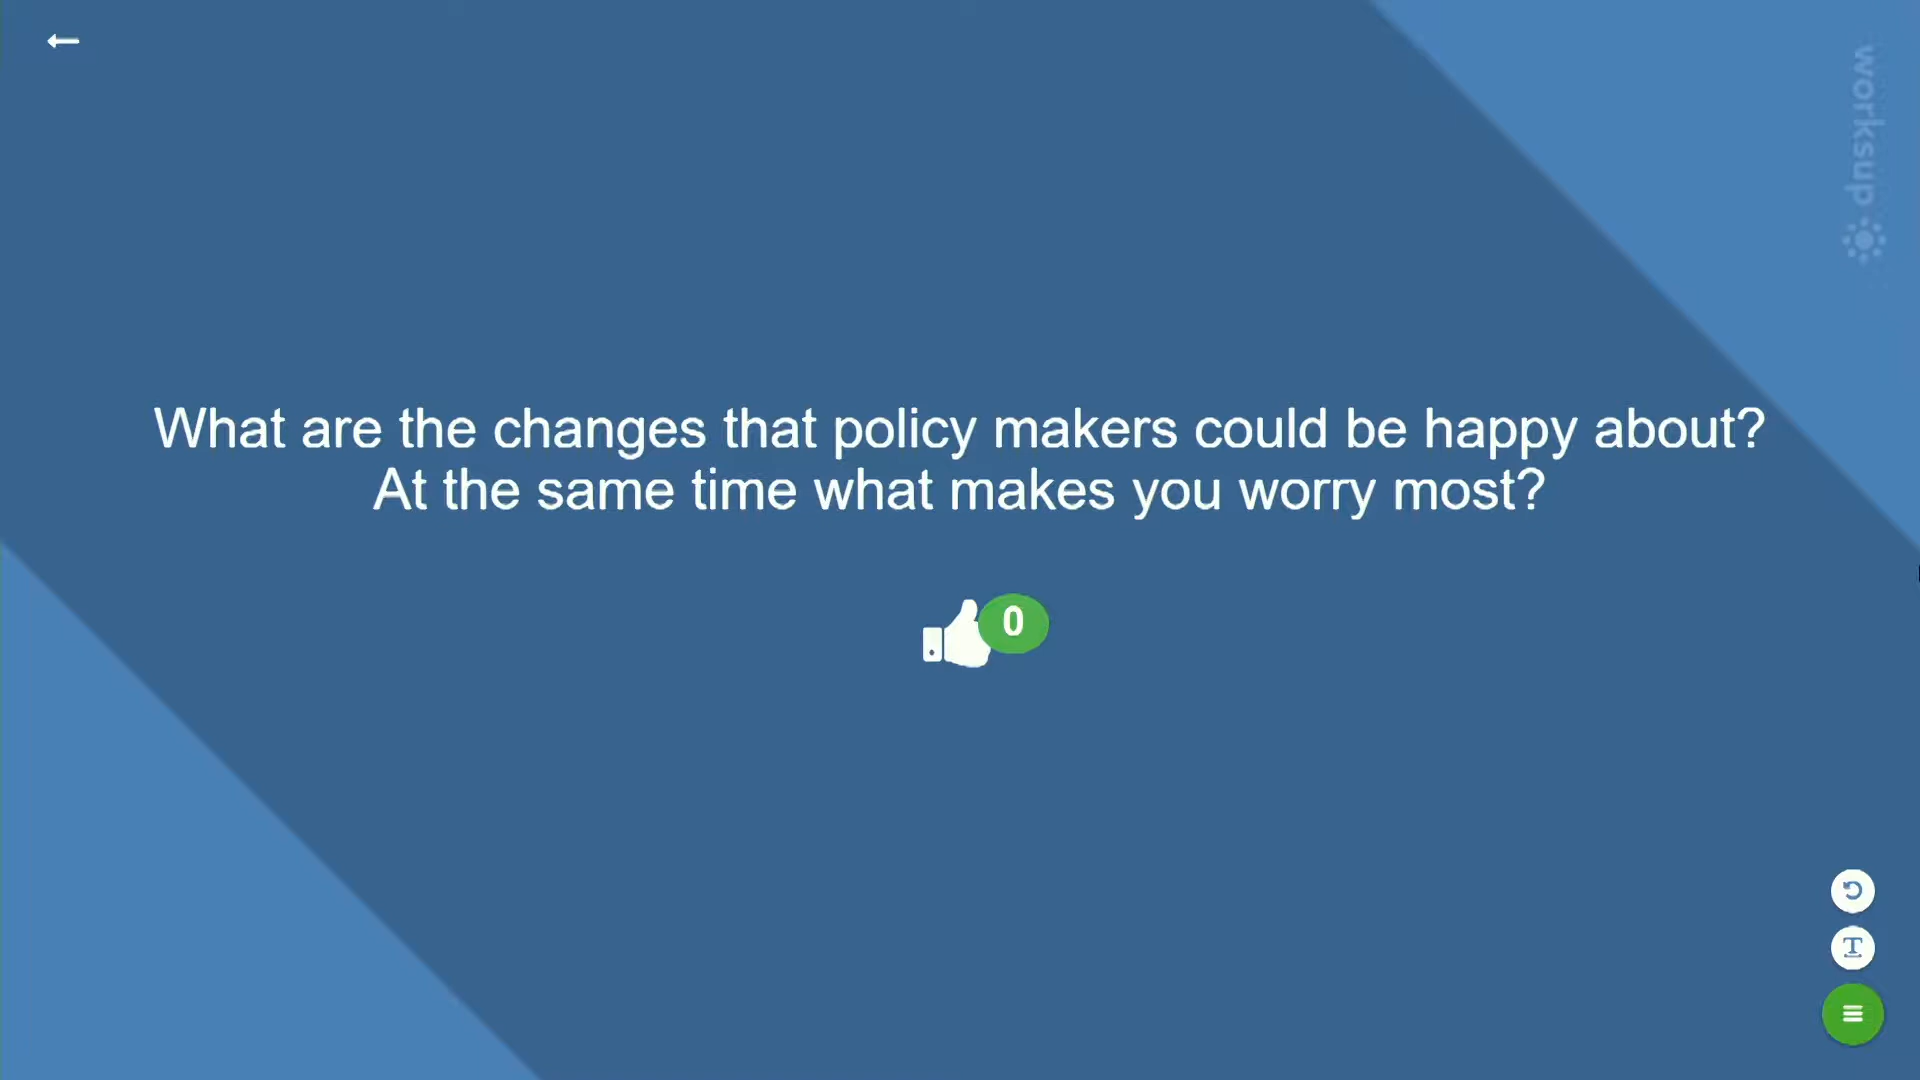 worksup
What are the changes that policy makers could be happy about?
At the same time what makes you worry most?
0
T